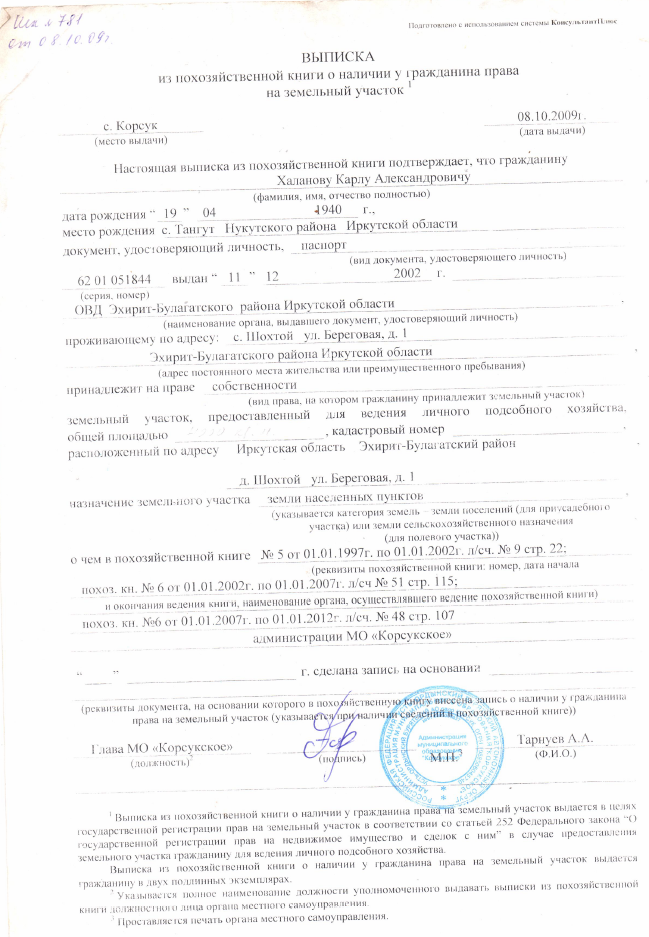 Исх № 781
от 08.10.09г.
Подготовлено с использованием системы КонсультантПлюс
ВЫПИСКА
из похозяйственной книги о наличии у гражданина права
на земельный участок 1
с. Корсук 08.10.2009г.
(место выдачи) (дата выдачи)
Настоящая выписка из похозяйственной книги подтверждает, что гражданину
Халанову Карлу Александровичу
(фамилия, имя, отчество полностью)
дата рождения “ 19 ” 04 1940 г.,
место рождения с. Тангут Нукутского района Иркутской области
документ, удостоверяющий личность, паспорт
(вид документа, удостоверяющего личность)
62 01 051844 выдан “ 11 ” 12 2002 г.
(серия, номер)
ОВД Эхирит-Булагатского района Иркутской области
(наименование органа, выдавшего документ, удостоверяющий личность)
проживающему по адресу: с. Шохтой ул. Береговая, д. 1
Эхирит-Булагатского района Иркутской области
(адрес постоянного места жительства или преимущественного пребывания)
принадлежит на праве собственности
(вид права, на котором гражданину принадлежит земельный участок)
земельный участок, предоставленный для ведения личного подсобного хозяйства,
общей площадью , кадастровый номер
расположенный по адресу Иркутская область Эхирит-Булагатский район
д. Шохтой ул. Береговая, д. 1
назначение земельного участка земли населенных пунктов
(указывается категория земель – земли поселений (для приусадебного
участка) или земли сельскохозяйственного назначения
(для полевого участка))
о чем в похозяйственной книге № 5 от 01.01.1997г. по 01.01.2002г. л/сч. № 9 стр. 22;
(реквизиты похозяйственной книги: номер, дата начала
похоз. кн. № 6 от 01.01.2002г. по 01.01.2007г. л/сч № 51 стр. 115;
и окончания ведения книги, наименование органа, осуществлявшего ведение похозяйственной книги)
похоз. кн. №6 от 01.01.2007г. по 01.01.2012г. л/сч. № 48 стр. 107
администрации МО «Корсукское»
“ ” г. сделана запись на основании
(реквизиты документа, на основании которого в похозяйственную книгу внесена запись о наличии у гражданина
права на земельный участок (указывается при наличии сведений в похозяйственной книге))
Глава МО «Корсукское» Тарнуев А.А.
(должность)2 (подпись) М.П.3 (Ф.И.О.)
Администрация
муниципального
образования
1 Выписка из похозяйственной книги о наличии у гражданина права на земельный участок выдается в целях
государственной регистрации прав на земельный участок в соответствии со статьей 252 Федерального закона “О
государственной регистрации прав на недвижимое имущество и сделок с ним” в случае предоставления
земельного участка гражданину для ведения личного подсобного хозяйства.
Выписка из похозяйственной книги о наличии у гражданина права на земельный участок выдается
гражданину в двух подлинных экземплярах.
2 Указывается полное наименование должности уполномоченного выдавать выписки из похозяйственной
книги должностного лица органа местного самоуправления.
3 Проставляется печать органа местного самоуправления.